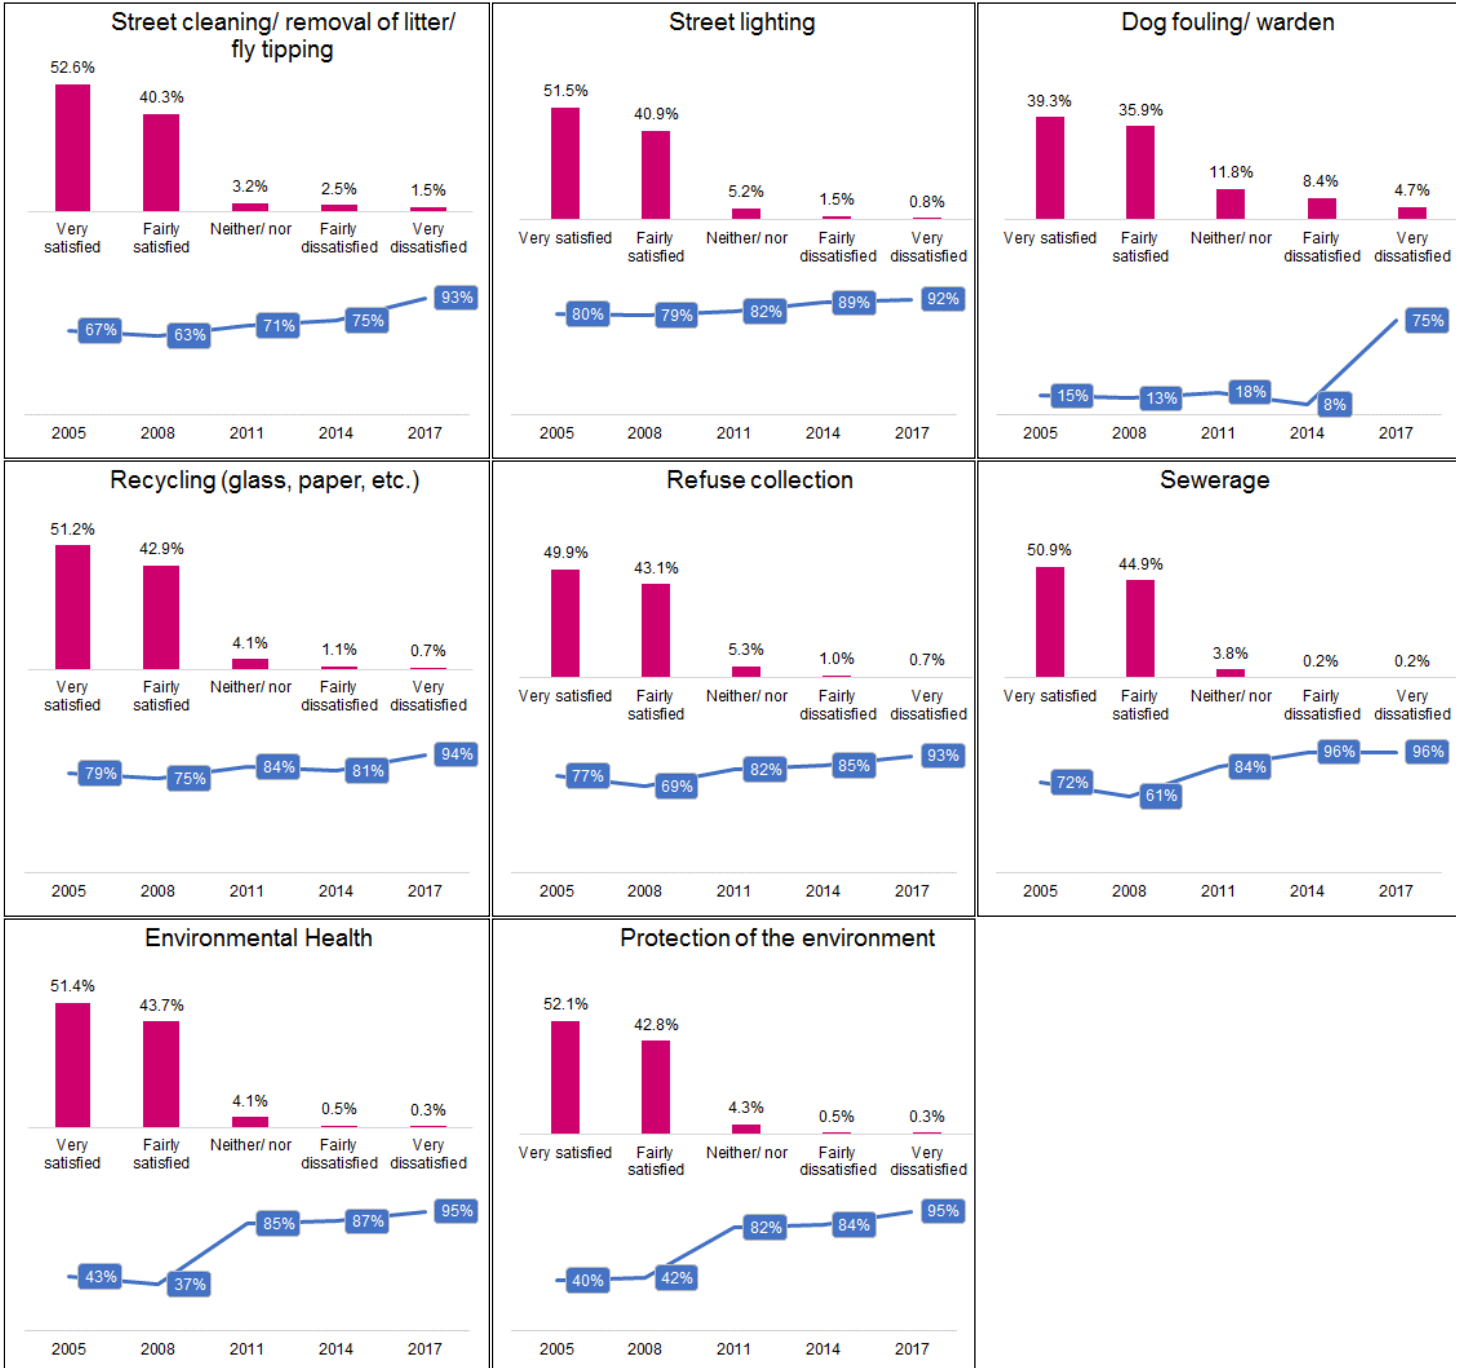 Street cleaning/ removal of litter/
fly tipping
52.6%
40.3%
3.2%
2.5%
1.5%
Very
satisfied
Fairly
satisfied
Neither/ nor
Fairly
dissatisfied
Very
dissatisfied
67%
63%
71%
75%
93%
2005
2008
2011
2014
2017
Street lighting
51.5%
40.9%
5.2%
1.5%
0.8%
Very satisfied
Fairly
satisfied
Neither/ nor
Fairly
dissatisfied
Very
dissatisfied
80%
79%
82%
89%
92%
2005
2008
2011
2014
2017
Dog fouling/ warden
39.3%
35.9%
11.8%
8.4%
4.7%
Very satisfied
Fairly
satisfied
Neither/ nor
Fairly
dissatisfied
Very
dissatisfied
15%
13%
18%
8%
75%
2005
2008
2011
2014
2017
Recycling (glass, paper, etc.)
51.2%
42.9%
4.1%
1.1%
0.7%
Very
satisfied
Fairly
satisfied
Neither/ nor
Fairly
dissatisfied
Very
dissatisfied
79%
75%
84%
81%
94%
2005
2008
2011
2014
2017
Refuse collection
49.9%
43.1%
5.3%
1.0%
0.7%
Very satisfied
Fairly
satisfied
Neither/ nor
Fairly
dissatisfied
Very
dissatisfied
77%
69%
82%
85%
93%
2005
2008
2011
2014
2017
Sewerage
50.9%
44.9%
3.8%
0.2%
0.2%
Very satisfied
Fairly
satisfied
Neither/ nor
Fairly
dissatisfied
Very
dissatisfied
72%
61%
84%
96%
96%
2005
2008
2011
2014
2017
Environmental Health
51.4%
43.7%
4.1%
0.5%
0.3%
Very
satisfied
Fairly
satisfied
Neither/ nor
Fairly
dissatisfied
Very
dissatisfied
43%
37%
85%
87%
95%
2005
2008
2011
2014
2017
Protection of the environment
52.1%
42.8%
4.3%
0.5%
0.3%
Very satisfied
Fairly
satisfied
Neither/ nor
Fairly
dissatisfied
Very
dissatisfied
40%
42%
82%
84%
95%
2005
2008
2011
2014
2017